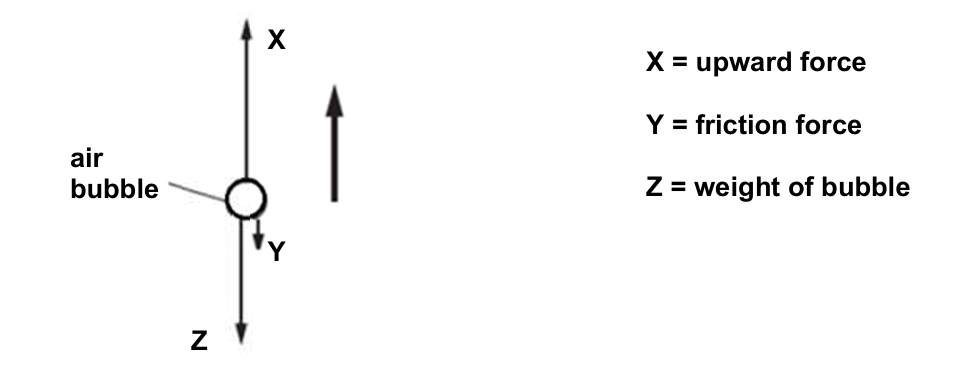 X
air
bubble
Y
Z
X = upward force
Y = friction force
Z = weight of bubble